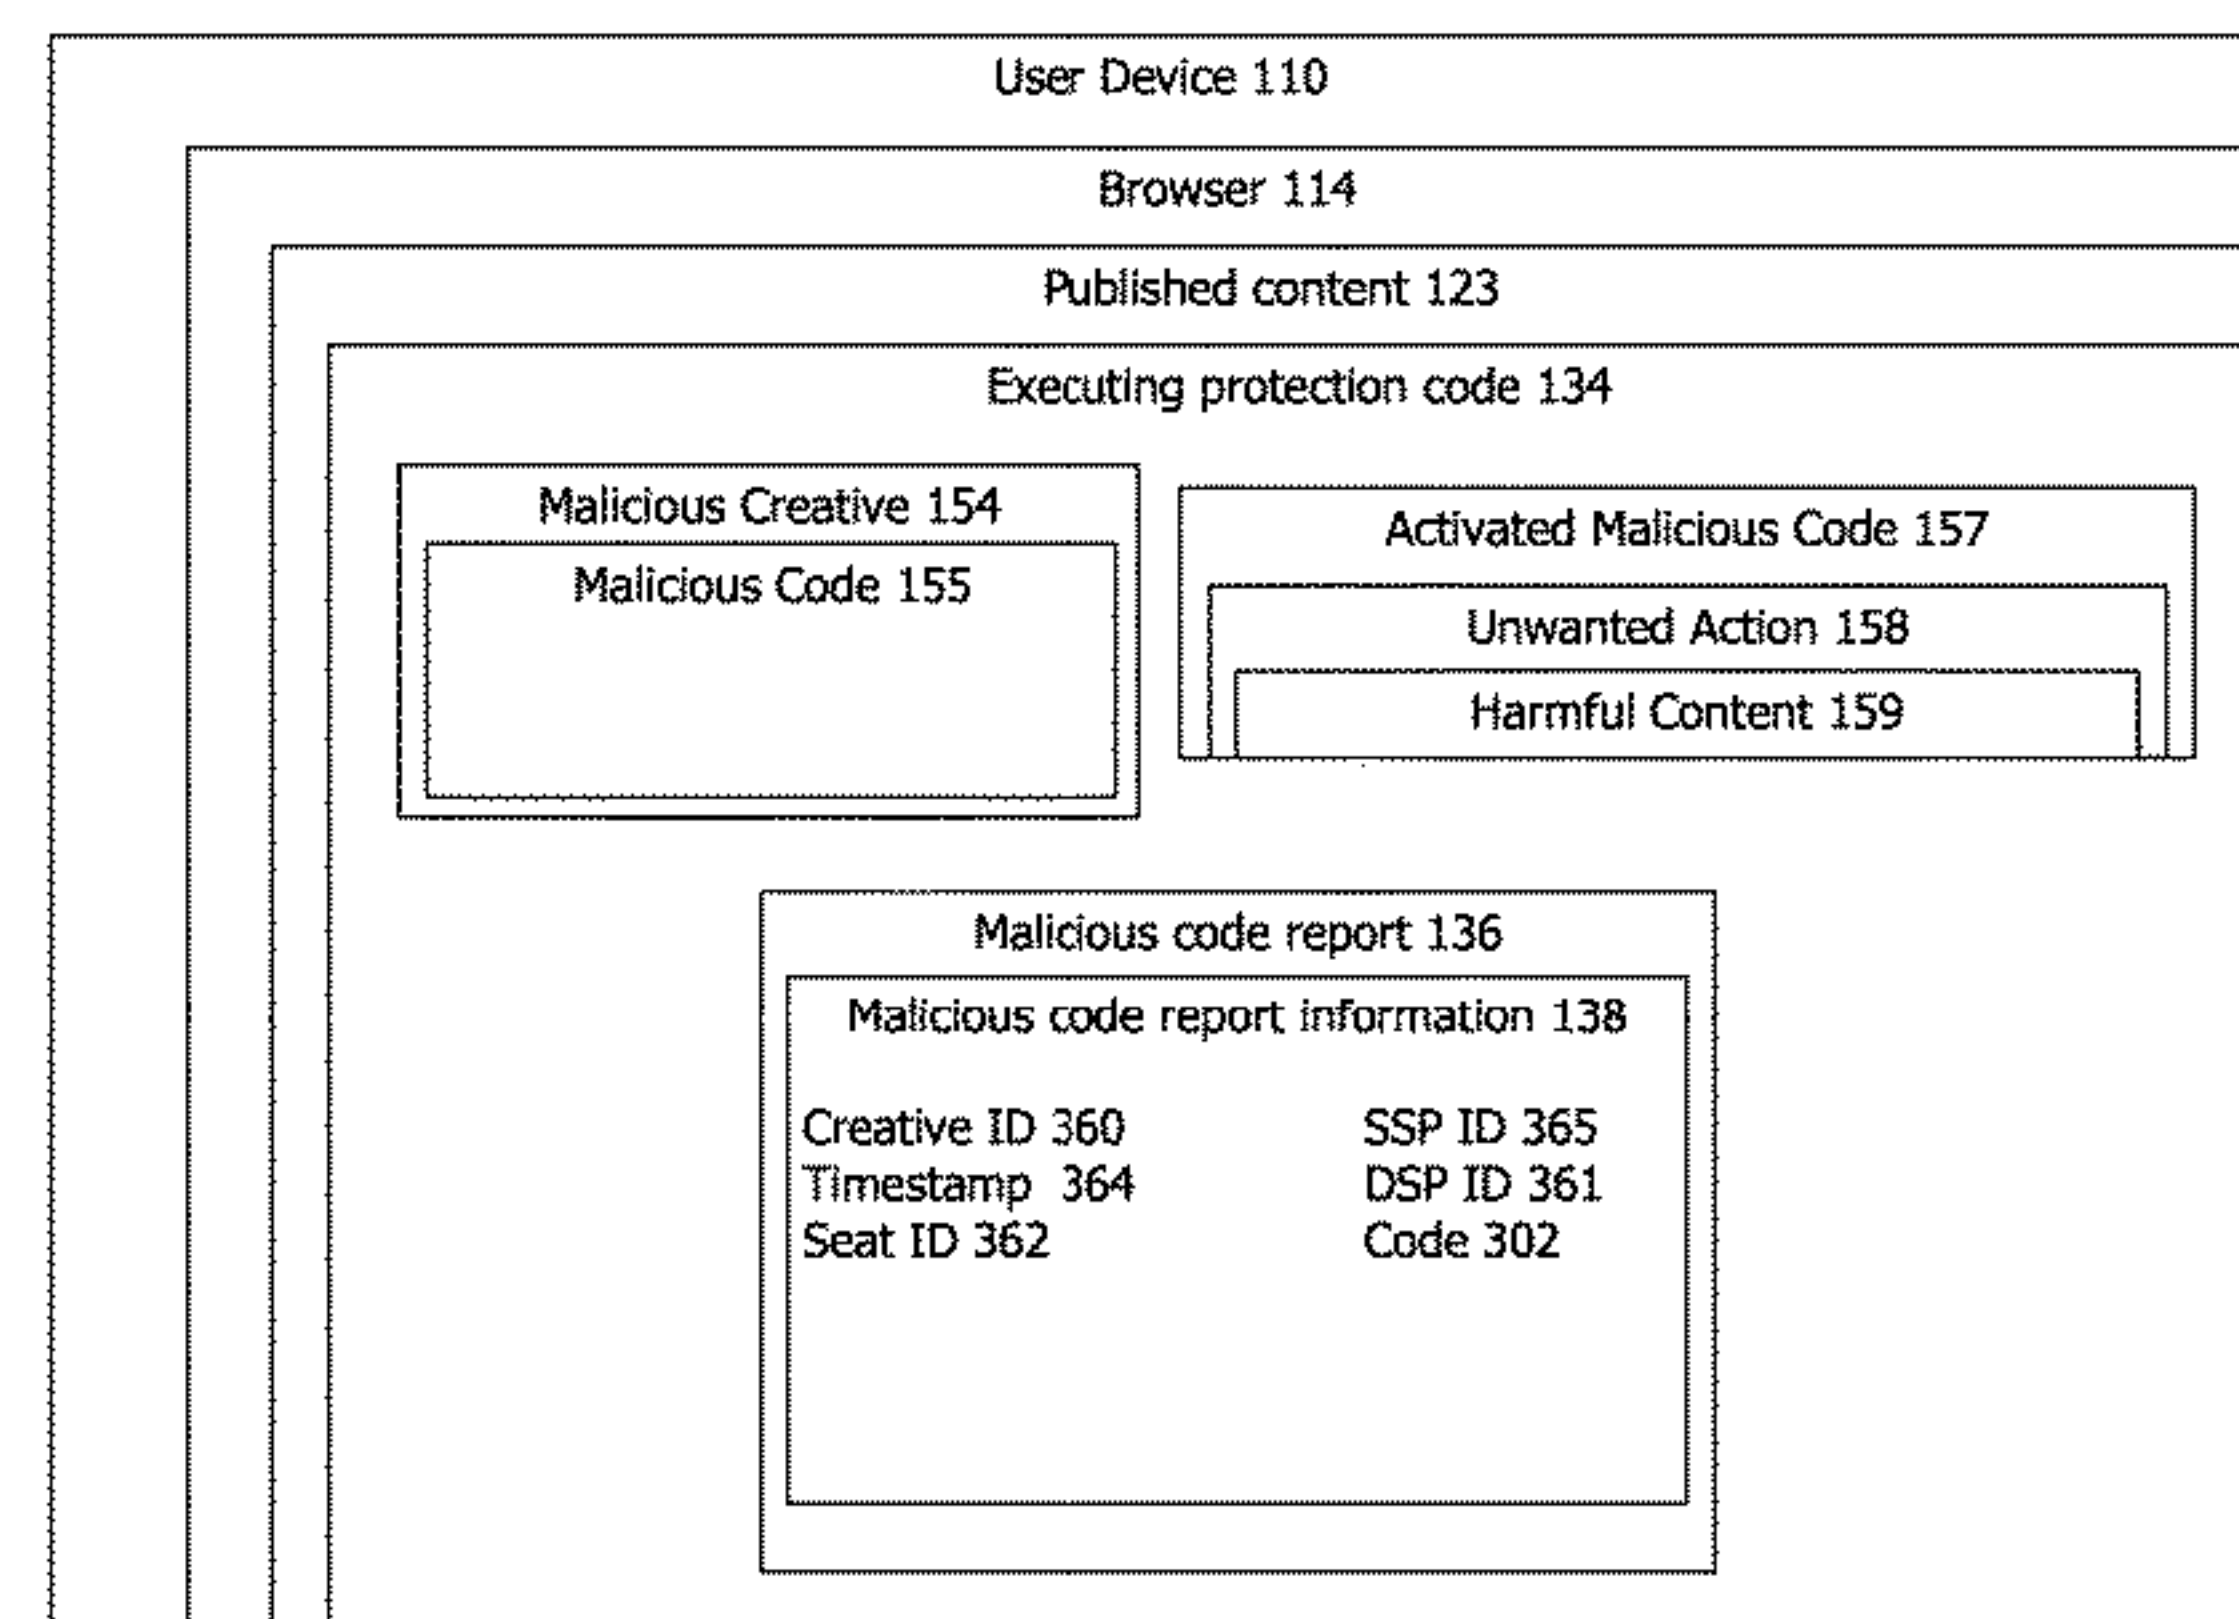 User Device 110
Browser 114
Published content 123
Executing protection code 134
Malicious Creative 154
Malicious Code 155
Activated Malicious Code 157
Unwanted Action 158
Harmful Content 159
Malicious code report 136
Malicious code report information 138
Creative ID 360
SSP ID 365
Timestamp 364
DSP ID 361
Seat ID 362
Code 302